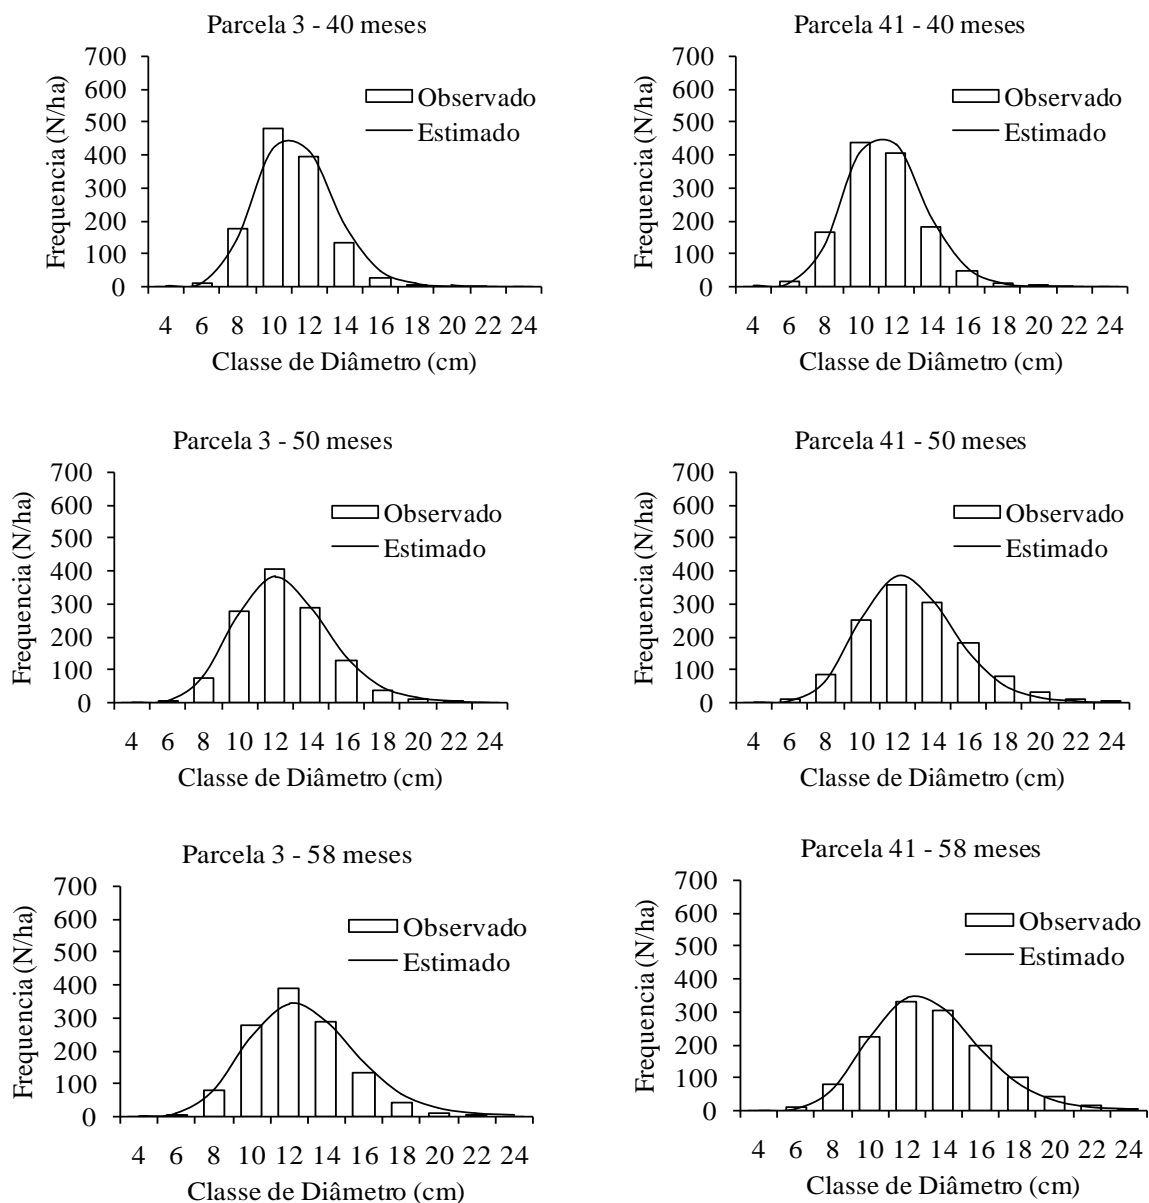 Parcela 3 - 40 meses
700
600
500
400
300
200
100
0
Frequencia (N/ha)
Observado
Estimado
4 6 8 10 12 14 16 18 20 22 24
Classe de Diâmetro (cm)
Parcela 41 - 40 meses
700
600
500
400
300
200
100
0
Frequencia (N/ha)
Observado
Estimado
4 6 8 10 12 14 16 18 20 22 24
Classe de Diâmetro (cm)
Parcela 3 - 50 meses
700
600
500
400
300
200
100
0
Frequencia (N/ha)
Observado
Estimado
4 6 8 10 12 14 16 18 20 22 24
Classe de Diâmetro (cm)
Parcela 41 - 50 meses
700
600
500
400
300
200
100
0
Frequencia (N/ha)
Observado
Estimado
4 6 8 10 12 14 16 18 20 22 24
Classe de Diâmetro (cm)
Parcela 3 - 58 meses
700
600
500
400
300
200
100
0
Frequencia (N/ha)
Observado
Estimado
4 6 8 10 12 14 16 18 20 22 24
Classe de Diâmetro (cm)
Parcela 41 - 58 meses
700
600
500
400
300
200
100
0
Frequencia (N/ha)
Observado
Estimado
4 6 8 10 12 14 16 18 20 22 24
Classe de Diâmetro (cm)